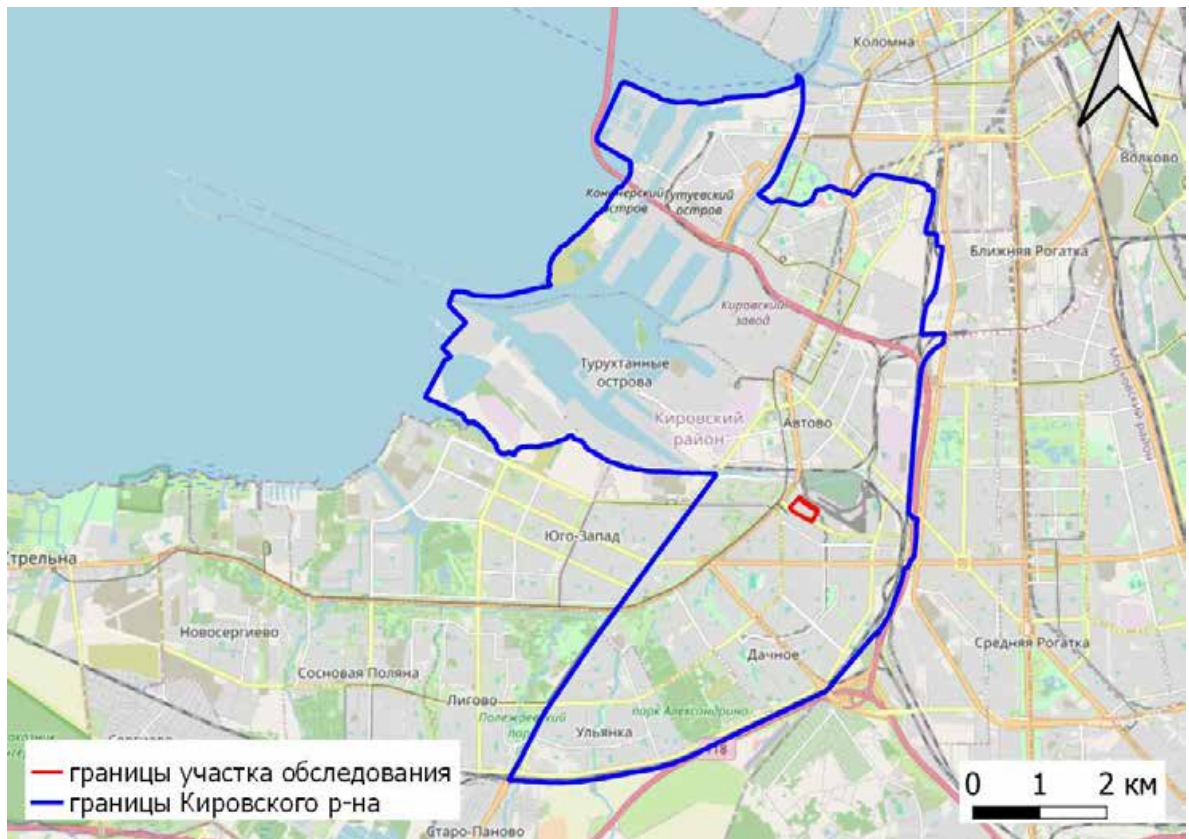 Коломна
Волково
остров
Гутуевский
остров
Ближняя Рогатка
Кировский
завод
Турухтанные
острова
Московский район
Кировский
район
Автово
Юго-Запад
Стрельна
Новосергиево
Средняя Рогатка
Дачное
Сосновая Поляна
Лигово
парк Александрино
Полежаевский
парк
Ульянка
границы участка обследования
границы Кировского р-на
0 1 2 км
Старо-Паново